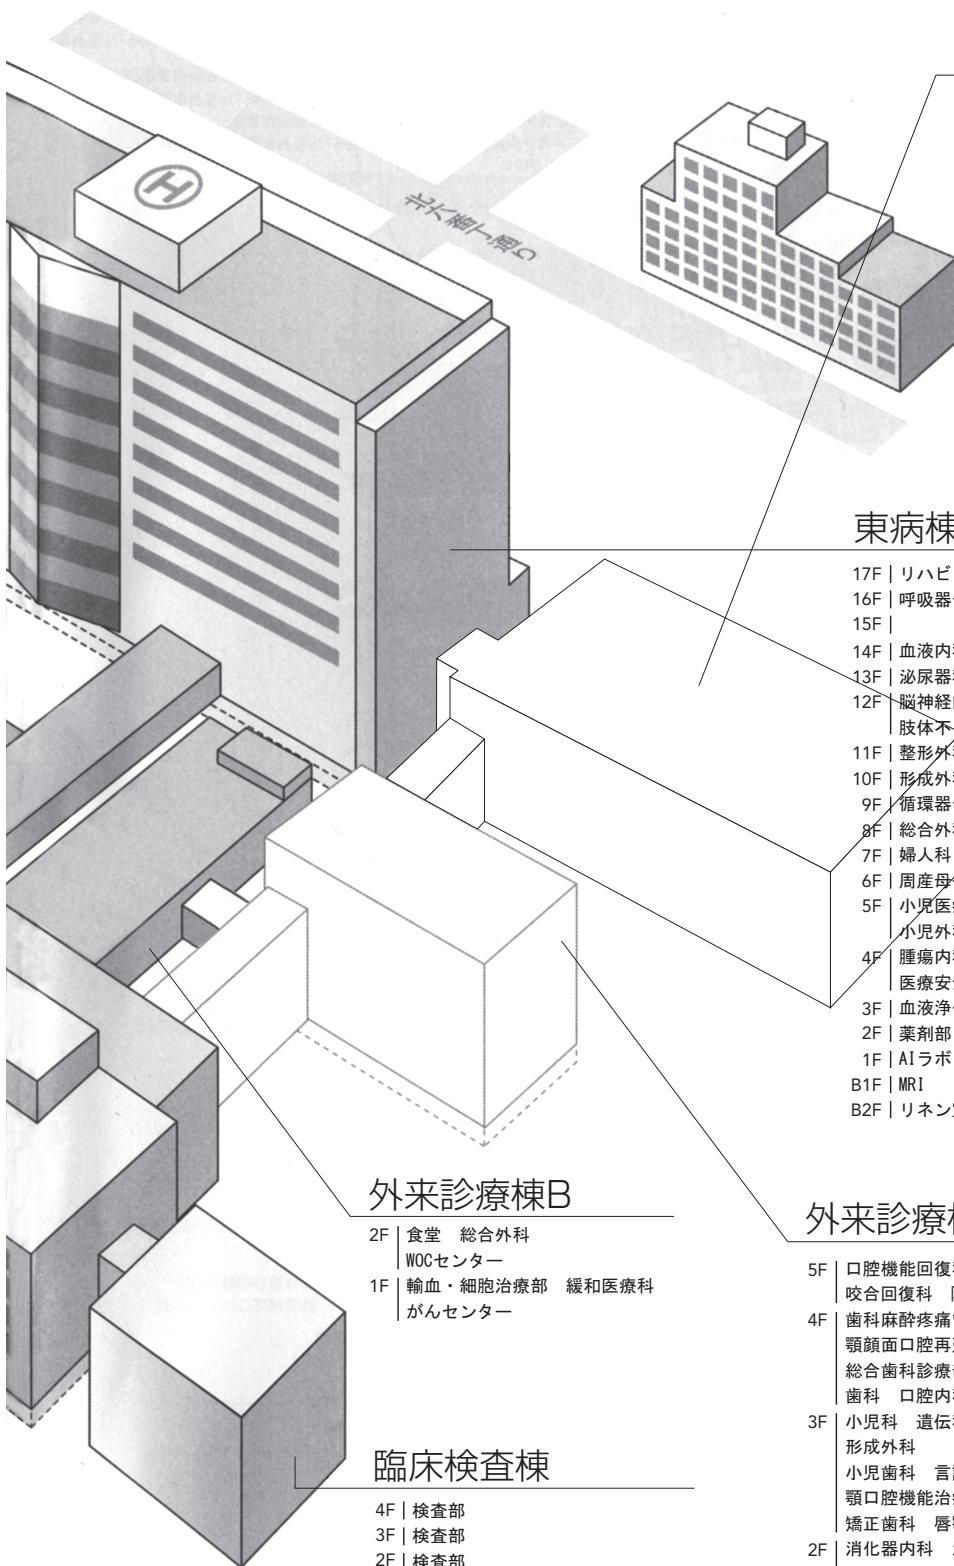 H
北六番丁通り
東病棟
17F リハビ
16F 呼吸器
15F
14F 血液内
13F 泌尿器
12F 脳神経
肢体不
11F 整形外
10F 形成外
9F 循環器
8F 総合外
7F 婦人科
6F 周産母
5F 小児医
小児外
4F 腫瘍内
医療安
3F 血液浄
2F 薬剤部
1F AIラボ
B1F MRI
B2F リネン
外来診療棟B
2F 食堂 総合外科
WOCセンター
1F 輸血・細胞治療部 緩和医療科
がんセンター
外来診療
5F 口腔機能回復
咬合回復科
4F 歯科麻酔疼痛
顎顔面口腔再
総合歯科診療
歯科 口腔内
3F 小児科 遺伝
形成外科
小児歯科 言
顎口腔機能治
矯正歯科 唇
2F 消化器内科
臨床検査棟
4F 検査部
3F 検査部
2F 検査部